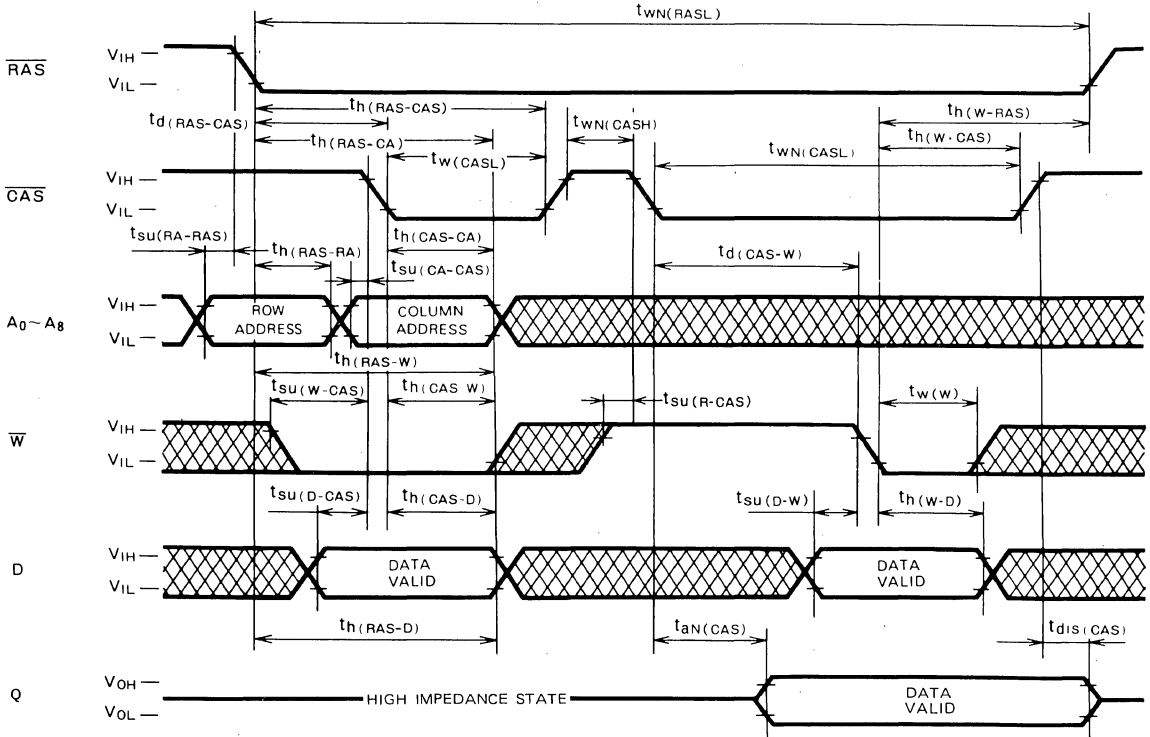 tWN(RASL)
RAS
VIH
VIL
th(RAS-CAS)
td(RAS-CAS)
th(RAS-CA)
tw(CASL)
tWN(CASH)
th(W-RAS)
th(W·CAS)
tWN(CASL)
CAS
VIH
VIL
tsu(RA-RAS)
th(RAS-RA)
th(CAS-CA)
tsu(CA-CAS)
td(CAS-W)
A0~A8
VIH
VIL
ROW
ADDRESS
COLUMN
ADDRESS
th(RAS-W)
tsu(W-CAS)
th(CAS W)
tsu(R-CAS)
tw(W)
W
VIH
VIL
tsu(D-CAS)
th(CAS-D)
tsu(D-W)
th(W-D)
D
VIH
VIL
DATA
VALID
DATA
VALID
th(RAS-D)
taN(CAS)
tDIS(CAS)
Q
VOH
VOL
HIGH IMPEDANCE STATE
DATA
VALID